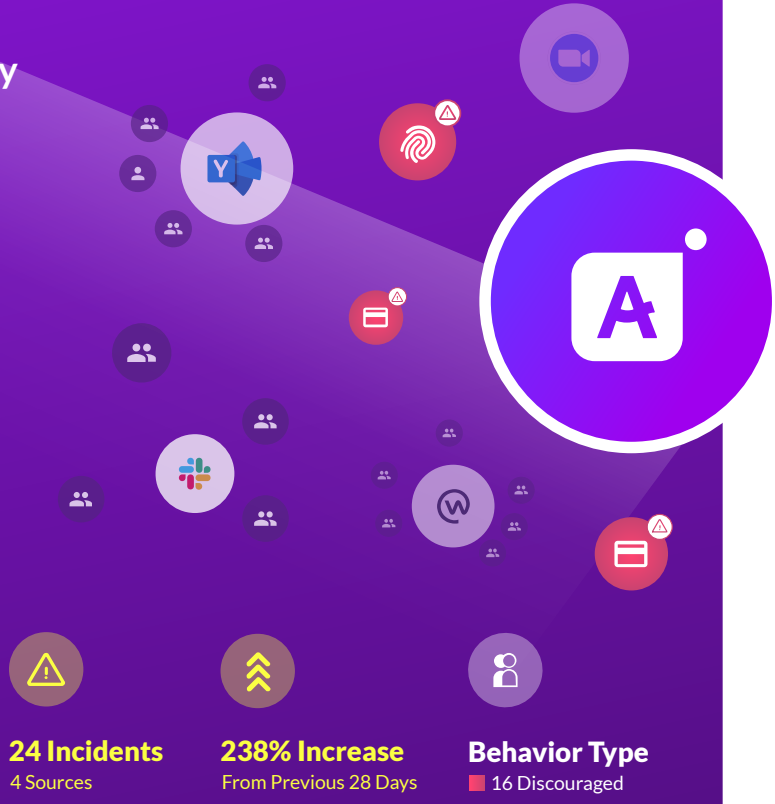 y
Y
A
24 Incidents
4 Sources
238% Increase
From Previous 28 Days
Behavior Type
16 Discouraged